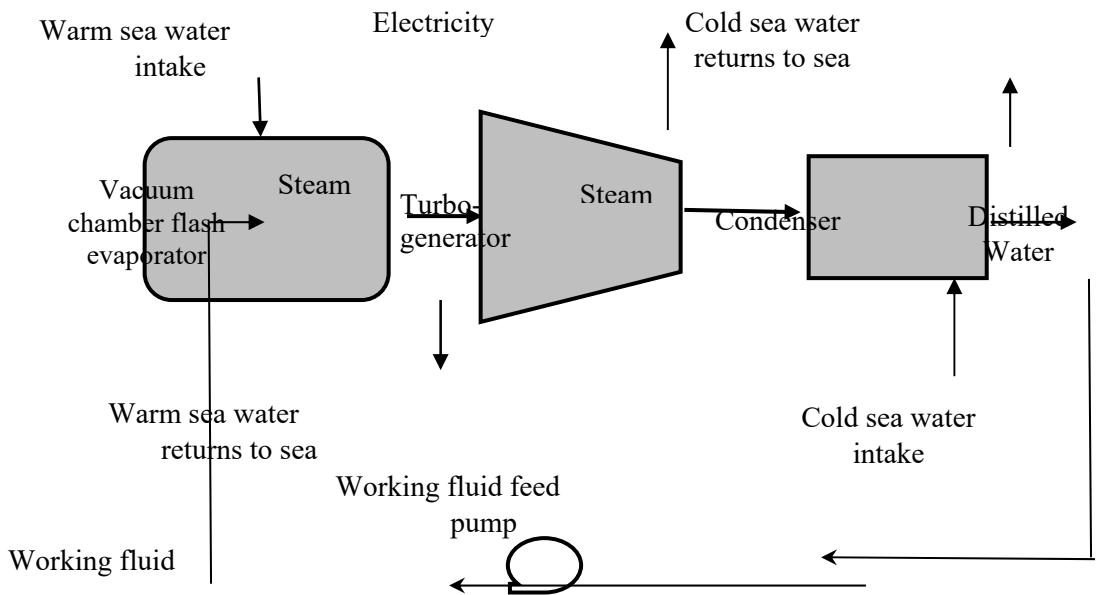 Warm sea water
intake
Electricity
Cold sea water
returns to sea
Vacuum
chamber flash
evaporator
Steam
Turbo-
generator
Steam
Condenser
Distilled
Water
Warm sea water
returns to sea
Cold sea water
intake
Working fluid feed
pump
Working fluid